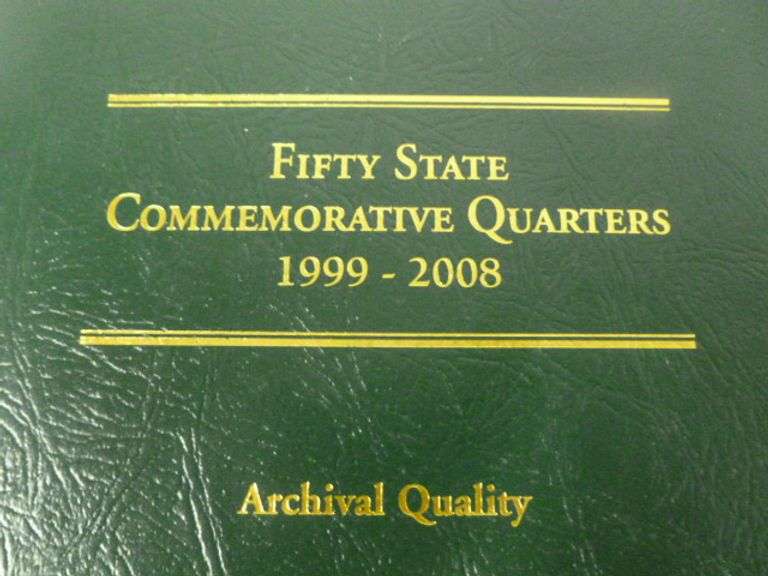 Fifty State
Commemorative Quarters
1999 - 2008
Archival Quality